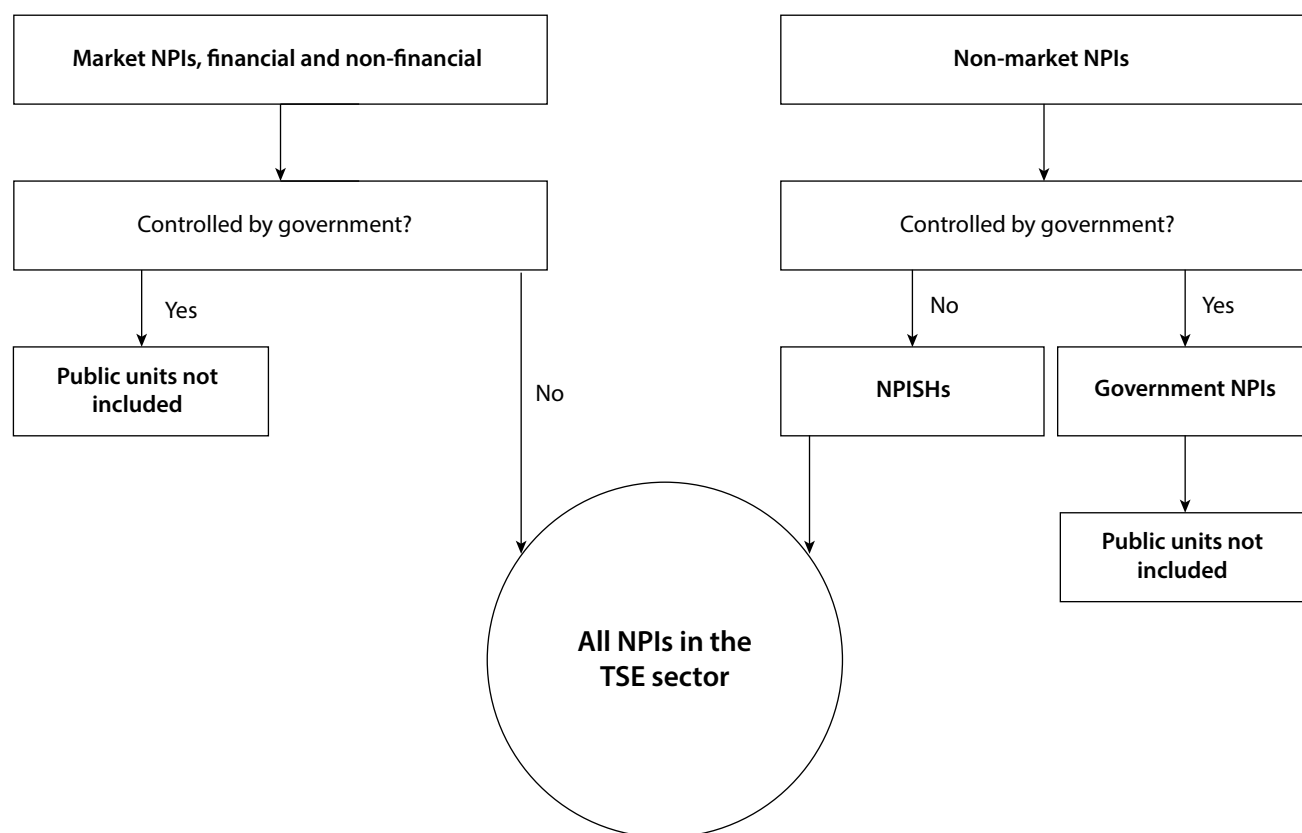 Market NPIs, financial and non-financial
Non-market NPIs
Controlled by government?
Controlled by government?
Yes
No
No
Yes
Public units not
included
NPISHs
Government NPIs
Public units not
included
All NPIs in the
TSE sector